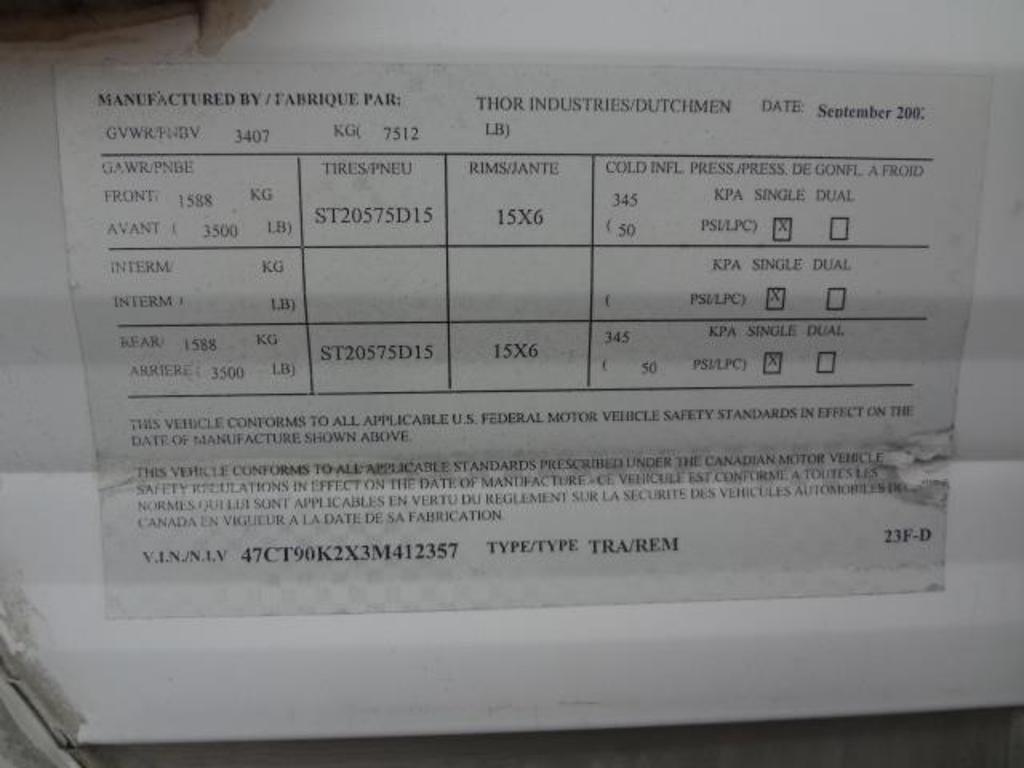 MANUFACTURED BY / FABRIQUE PAR: THOR INDUSTRIES/DUTCHMEN DATE: September
GVWR/PNBV 3407 KG( 7512 LB)
GAWR/PNBE TIRES/PNEU RIMS/JANTE COLD INFL. PRESS./PRESS. DE GONFL. A FROID
FRONT/ 1588 KG ST20575D15 15X6 345 KPA SINGLE DUAL
AVANT ( 3500 LB) ( 50 PSI/LPC) X
INTERM/ KG KPA SINGLE DUAL
INTERM ( LB) ( PSI/LPC) X
REAR/ 1588 KG ST20575D15 15X6 345 KPA SINGLE DUAL
ARRIERE ( 3500 LB) ( 50 PSI/LPC) X
THIS VEHICLE CONFORMS TO ALL APPLICABLE U.S. FEDERAL MOTOR VEHICLE SAFETY STANDARDS IN EFFECT ON THE
DATE OF MANUFACTURE SHOWN ABOVE.
THIS VEHICLE CONFORMS TO ALL APPLICABLE STANDARDS PRESCRIBED UNDER THE CANADIAN MOTOR VEHICLE
SAFETY REGULATIONS IN EFFECT ON THE DATE OF MANUFACTURE - CE VEHICULE EST CONFORME A TOUTES LES
NORMES QUI LUI SONT APPLICABLES EN VERTU DU REGLEMENT SUR LA SECURITE DES VEHICULES AUTOMOBILES DU
CANADA EN VIGUEUR A LA DATE DE SA FABRICATION.
V.I.N./N.I.V 47CT90K2X3M412357 TYPE/TYPE TRA/REM 23F-D